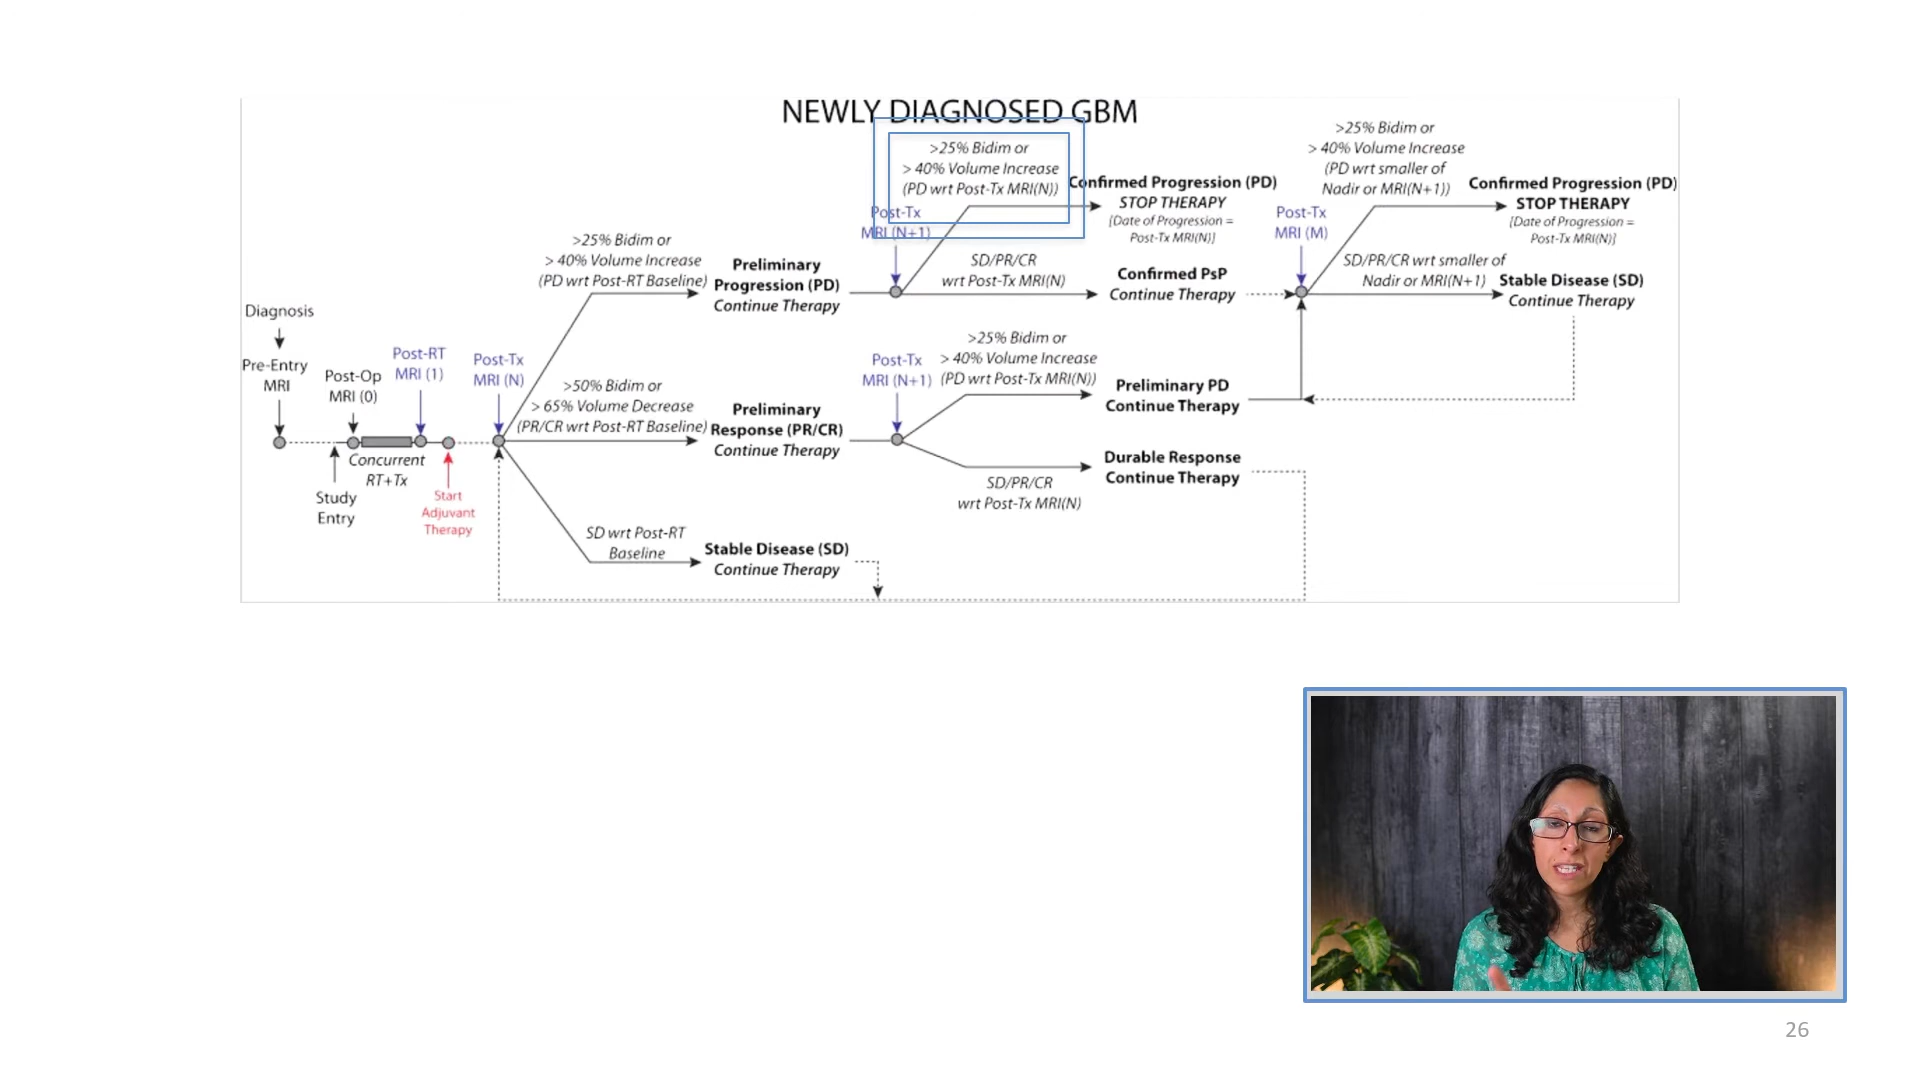 NEWLY DIAGNOSED GBM
Diagnosis
Pre-Entry
MRI
Post-Op
MRI (0)
Post-RT
MRI (1)
Post-Tx
MRI (N)
Concurrent
RT+Tx
Study
Entry
Start
Adjuvant
Therapy
>25% Bidim or
> 40% Volume Increase
(PD wrt Post-RT Baseline)
Preliminary
Progression (PD)
Continue Therapy
>50% Bidim or
> 65% Volume Decrease
(PR/CR wrt Post-RT Baseline)
Preliminary
Response (PR/CR)
Continue Therapy
SD wrt Post-RT
Baseline
Stable Disease (SD)
Continue Therapy
Post-Tx
MRI (N+1)
>25% Bidim or
> 40% Volume Increase
(PD wrt Post-Tx MRI(N))
Confirmed Progression (PD)
STOP THERAPY
[Date of Progression =
Post-Tx MRI(N)]
SD/PR/CR
wrt Post-Tx MRI(N)
Confirmed PsP
Continue Therapy
Post-Tx
MRI (N+1)
>25% Bidim or
> 40% Volume Increase
(PD wrt Post-Tx MRI(N))
Preliminary PD
Continue Therapy
SD/PR/CR
wrt Post-Tx MRI(N)
Durable Response
Continue Therapy
Post-Tx
MRI (M)
>25% Bidim or
> 40% Volume Increase
(PD wrt smaller of
Nadir or MRI(N+1))
Confirmed Progression (PD)
STOP THERAPY
[Date of Progression =
Post-Tx MRI(N)]
SD/PR/CR wrt smaller of
Nadir or MRI(N+1)
Stable Disease (SD)
Continue Therapy
26